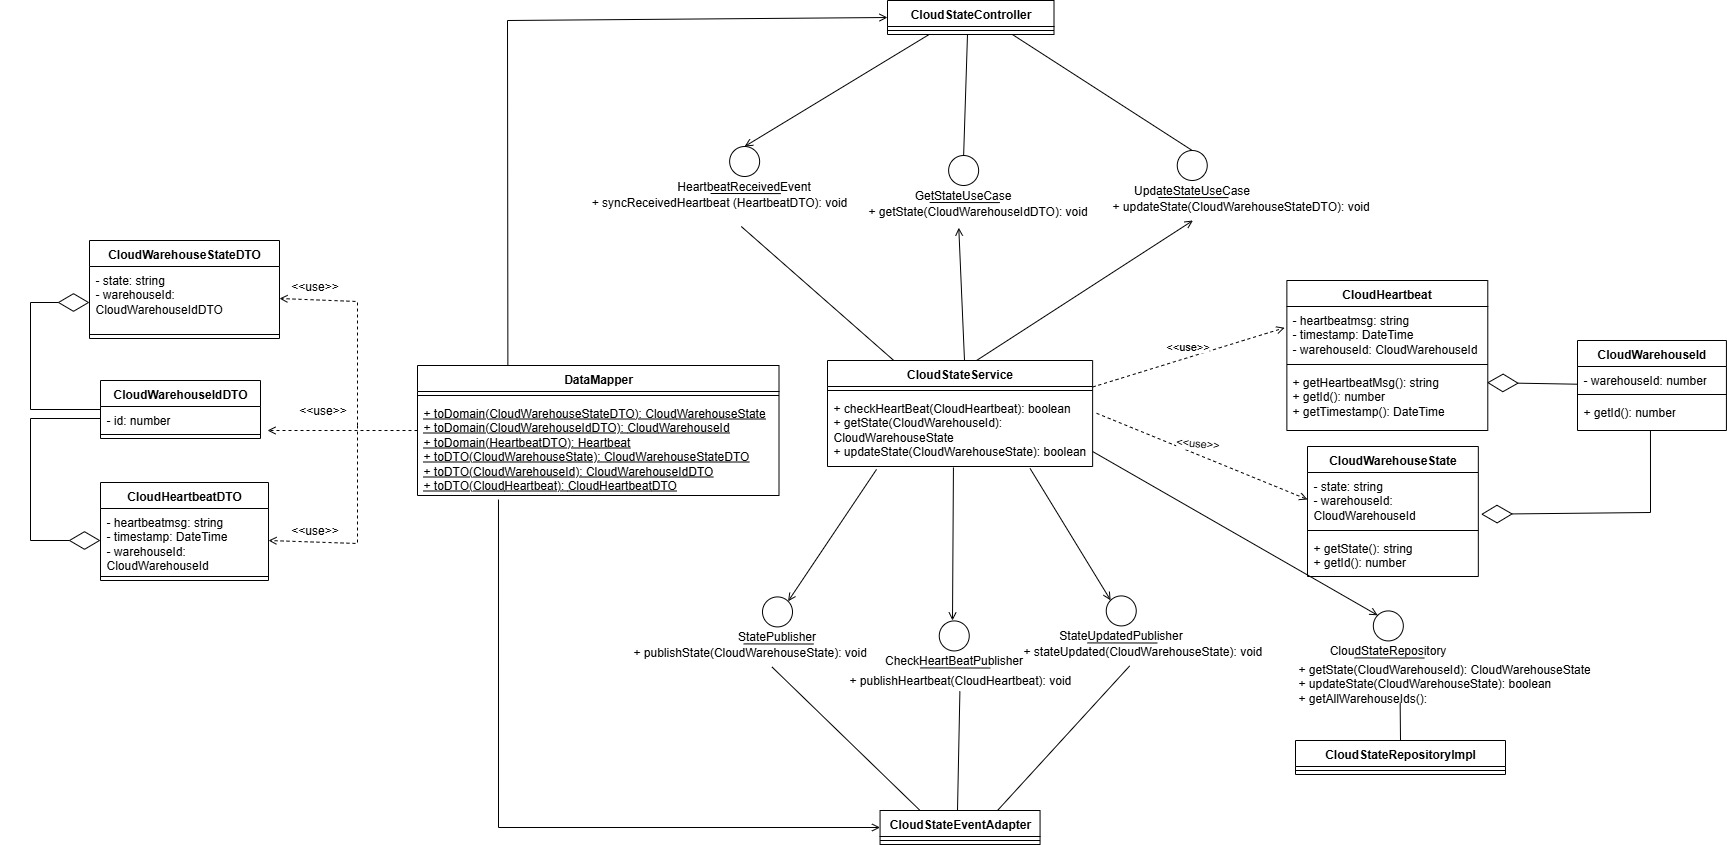 CloudStateController
HeartbeatReceivedEvent
+ syncReceivedHeartbeat (HeartbeatDTO): void
GetStateUseCase
+ getState(CloudWarehouseIdDTO): void
UpdateStateUseCase
+ updateState(CloudWarehouseStateDTO): void
CloudWarehouseStateDTO
- state: string
- warehouseId:
CloudWarehouseIdDTO
<<use>>
CloudWarehouseIdDTO
- id: number
<<use>>
CloudHeartbeatDTO
- heartbeatmsg: string
- timestamp: DateTime
- warehouseId:
CloudWarehouseId
<<use>>
DataMapper
+ toDomain(CloudWarehouseStateDTO): CloudWarehouseState
+ toDomain(CloudWarehouseIdDTO): CloudWarehouseId
+ toDomain(HeartbeatDTO): Heartbeat
+ toDTO(CloudWarehouseState): CloudWarehouseStateDTO
+ toDTO(CloudWarehouseId): CloudWarehouseIdDTO
+ toDTO(CloudHeartbeat): CloudHeartbeatDTO
CloudStateService
+ checkHeartBeat(CloudHeartbeat): boolean
+ getState(CloudWarehouseId):
CloudWarehouseState
+ updateState(CloudWarehouseState): boolean
<<use>>
<<use>>
CloudHeartbeat
- heartbeatmsg: string
- timestamp: DateTime
- warehouseId: CloudWarehouseId
+ getHeartbeatMsg(): string
+ getId(): number
+ getTimestamp(): DateTime
CloudWarehouseId
- warehouseId: number
+ getId(): number
CloudWarehouseState
- state: string
- warehouseId:
CloudWarehouseId
+ getState(): string
+ getId(): number
StatePublisher
+ publishState(CloudWarehouseState): void
CheckHeartBeatPublisher
+ publishHeartbeat(CloudHeartbeat): void
StateUpdatedPublisher
+ stateUpdated(CloudWarehouseState): void
CloudStateRepository
+ getState(CloudWarehouseId): CloudWarehouseState
+ updateState(CloudWarehouseState): boolean
+ getAllWarehouseIds():
CloudStateRepositoryImpl
CloudStateEventAdapter